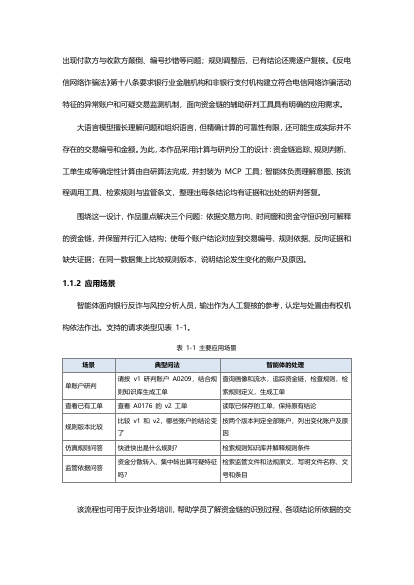 出现付款方与收款方颠倒、编号抄错等问题；规则调整后，已有结论还需逐户复核。《反电
信网络诈骗法》第十八条要求银行业金融机构和非银行支付机构建立符合电信网络诈骗活动
特征的异常账户和可疑交易监测机制，面向资金链的辅助研判工具具有明确的应用需求。
大语言模型擅长理解问题和组织语言，但精确计算的可靠性有限，还可能生成实际并不
存在的交易编号和金额。为此，本作品采用计算与研判分工的设计：资金链追踪、规则判断、
工单生成等确定性计算由自研算法完成，并封装为 MCP 工具；智能体负责理解意图、按流
程调用工具、检索规则与监管条文，整理出每条结论均有证据和出处的研判答复。
围绕这一设计，作品重点解决三个问题：依据交易方向、时间窗和资金守恒识别可解释
的资金链，并保留并行汇入结构；使每个账户结论对应到交易编号、规则依据、反向证据和
缺失证据；在同一数据集上比较规则版本，说明结论发生变化的账户及原因。
1.1.2 应用场景
智能体面向银行反诈与风控分析人员，输出作为人工复核的参考，认定与处置由有权机
构依法作出。支持的请求类型见表 1-1。
表 1-1 主要应用场景
场景 典型问法 智能体的处理
单账户研判 请按 v1 研判账户 A0209，结合规则知识库生成工单 查询画像和流水，追踪资金链，检查规则，检索规则定义，生成工单
查看已有工单 查看 A0176 的 v2 工单 读取已保存的工单，保持原有结论
规则版本比较 比较 v1 和 v2，哪些账户的结论变了 按两个版本判定全部账户，列出变化账户及原因
仿真规则问答 快进快出是什么规则？ 检索规则知识库并解释规则条件
监管依据问答 资金分散转入、集中转出算可疑特征吗？ 检索监管文件和法规原文，写明文件名称、文号和条目
该流程也可用于反诈业务培训，帮助学员了解资金链的识别过程、各项结论所依据的交